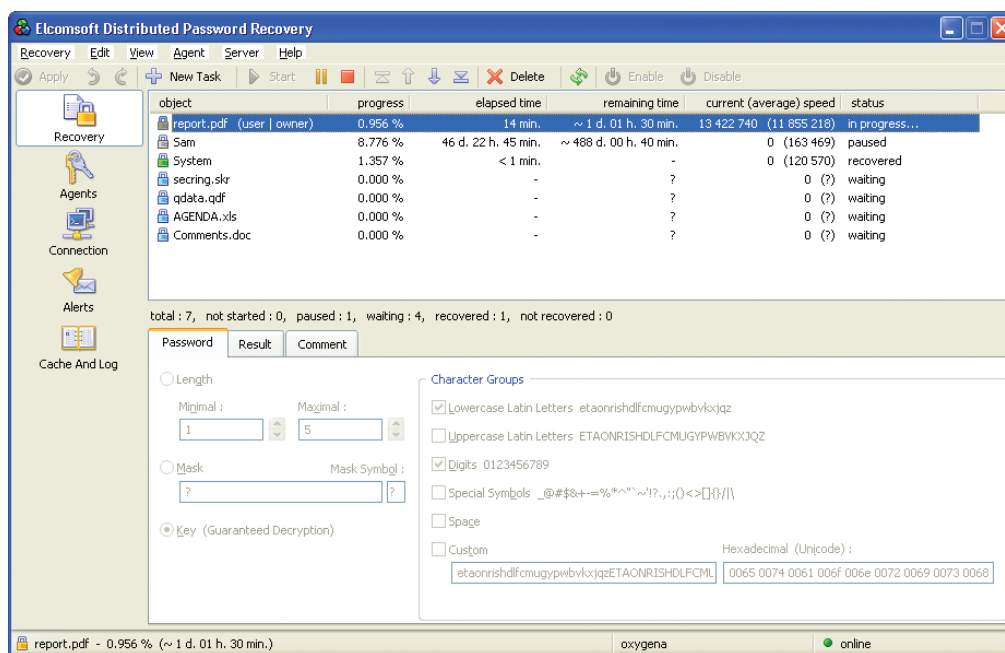 Elcomsoft Distributed Password Recovery
Recovery Edit View Agent Server Help
Apply New Task Start Delete Enable Disable
Recovery
Agents
Connection
Alerts
Cache And Log
object progress elapsed time remaining time current (average) speed status
report.pdf (user | owner) 0.956 % 14 min. ~ 1 d. 01 h. 30 min. 13 422 740 (11 855 218) in progress...
Sam 8.776 % 46 d. 22 h. 45 min. ~ 488 d. 00 h. 40 min. 0 (163 469) paused
System 1.357 % < 1 min. - 0 (120 570) recovered
secring.skr 0.000 % - ? 0 (?) waiting
qdata.qdf 0.000 % - ? 0 (?) waiting
AGENDA.xls 0.000 % - ? 0 (?) waiting
Comments.doc 0.000 % - ? 0 (?) waiting
total : 7, not started : 0, paused : 1, waiting : 4, recovered : 1, not recovered : 0
Password Result Comment
Length
Minimal : Maximal :
1 5
Mask Mask Symbol :
? ?
Key (Guaranteed Decryption)
Character Groups
Lowercase Latin Letters etaonrishdlfcmugypwbvkxjqz
Uppercase Latin Letters ETAONRISHDLFCMUGYPWBVKXJQZ
Digits 0123456789
Special Symbols _@#$&+-=%*^"`~'!?.,:;()<>[]{}/|\
Space
Custom Hexadecimal (Unicode) :
etaonrishdlfcmugypwbvkxjqzETAONRISHDLFCMU 0065 0074 0061 006f 006e 0072 0069 0073 0068
report.pdf - 0.956 % (~ 1 d. 01 h. 30 min.) oxygena online